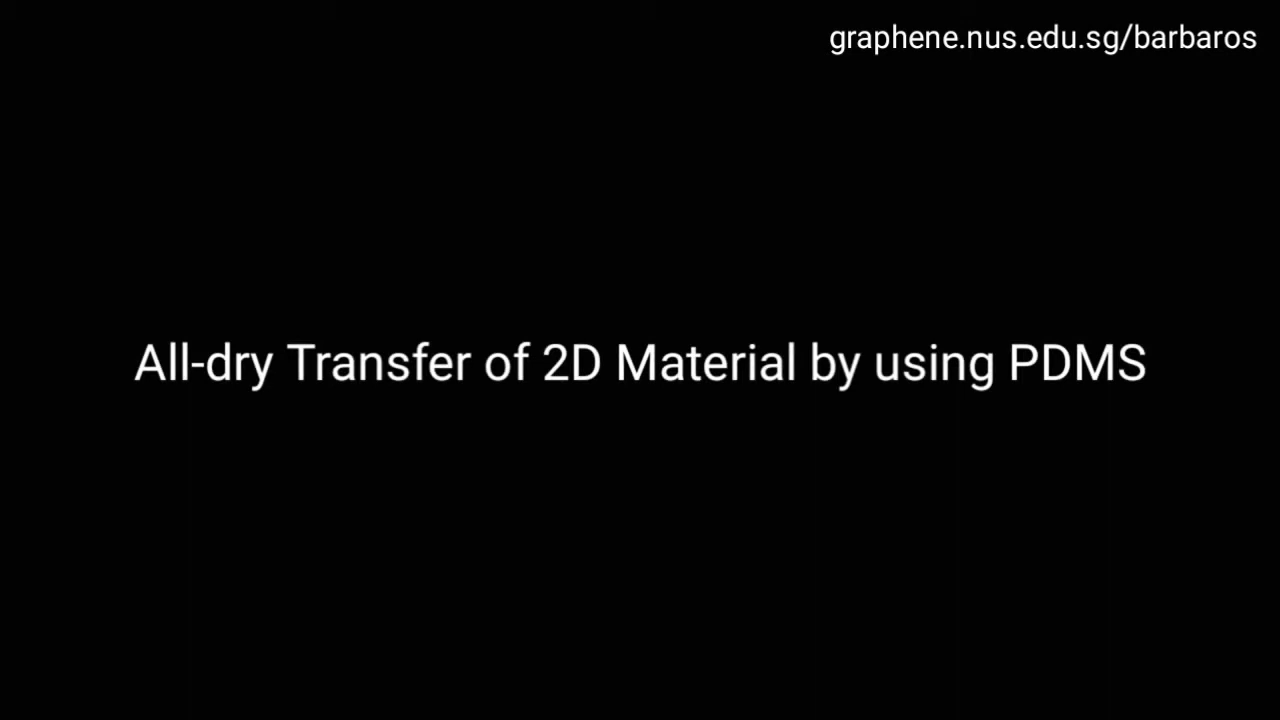 graphene.nus.edu.sg/barbaros
All-dry Transfer of 2D Material by using PDMS